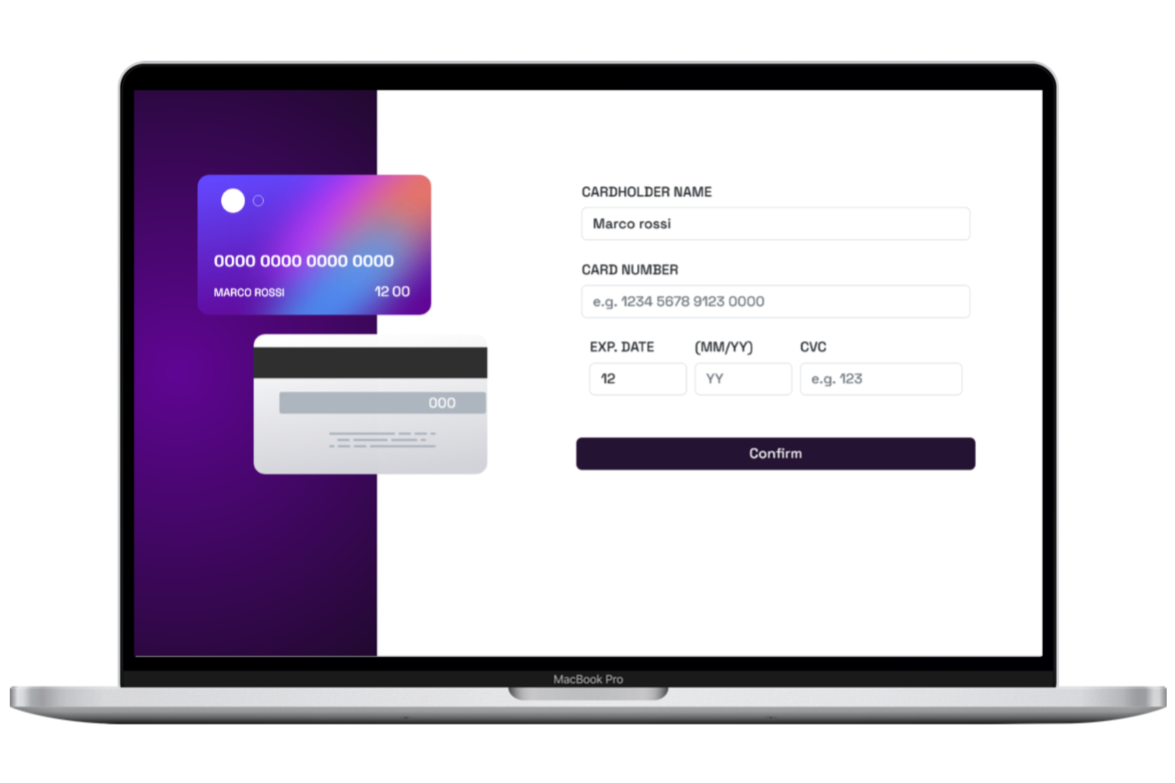 0000 0000 0000 0000
MARCO ROSSI 12 00
000
CARDHOLDER NAME
Marco rossi
CARD NUMBER
e.g. 1234 5678 9123 0000
EXP. DATE (MM/YY) CVC
12 YY e.g. 123
Confirm
MacBook Pro